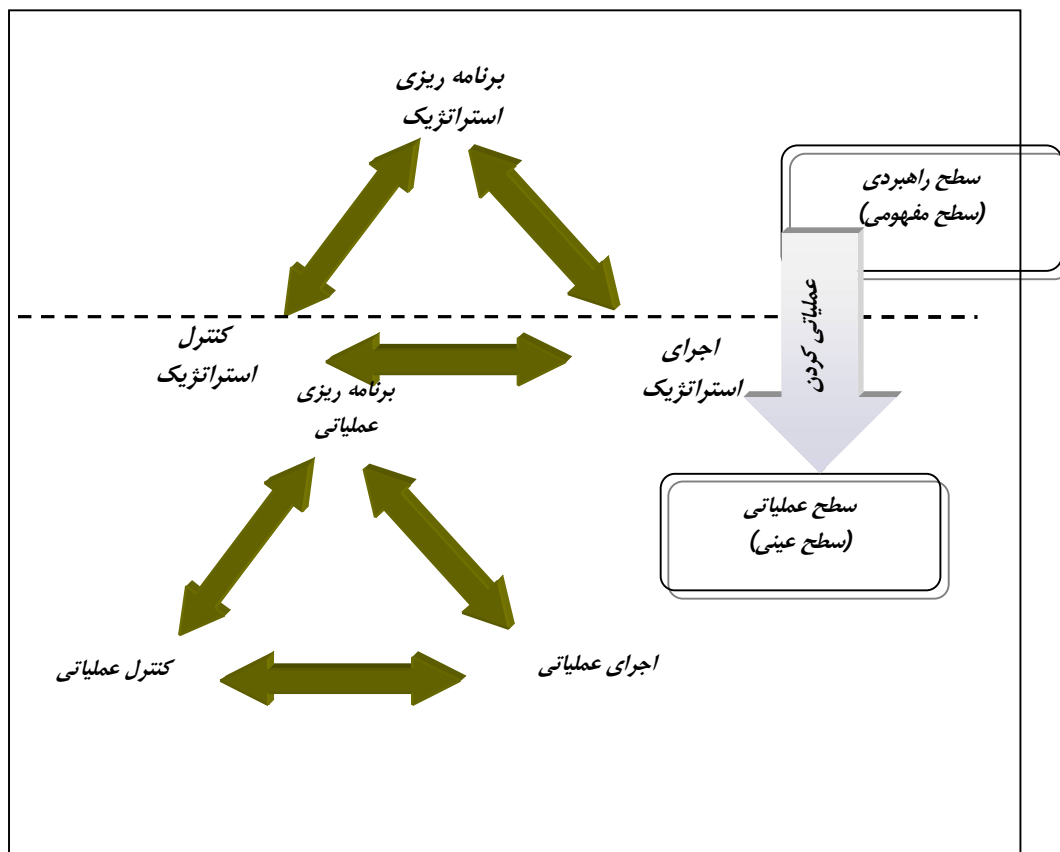 برنامه ریزی
استراتژیک
سطح راهبردی
(سطح مفهومی)
عملیاتی کردن
کنترل
استراتژیک
اجرای
استراتژیک
برنامه ریزی
عملیاتی
سطح عملیاتی
(سطح عینی)
اجرای عملیاتی
کنترل عملیاتی